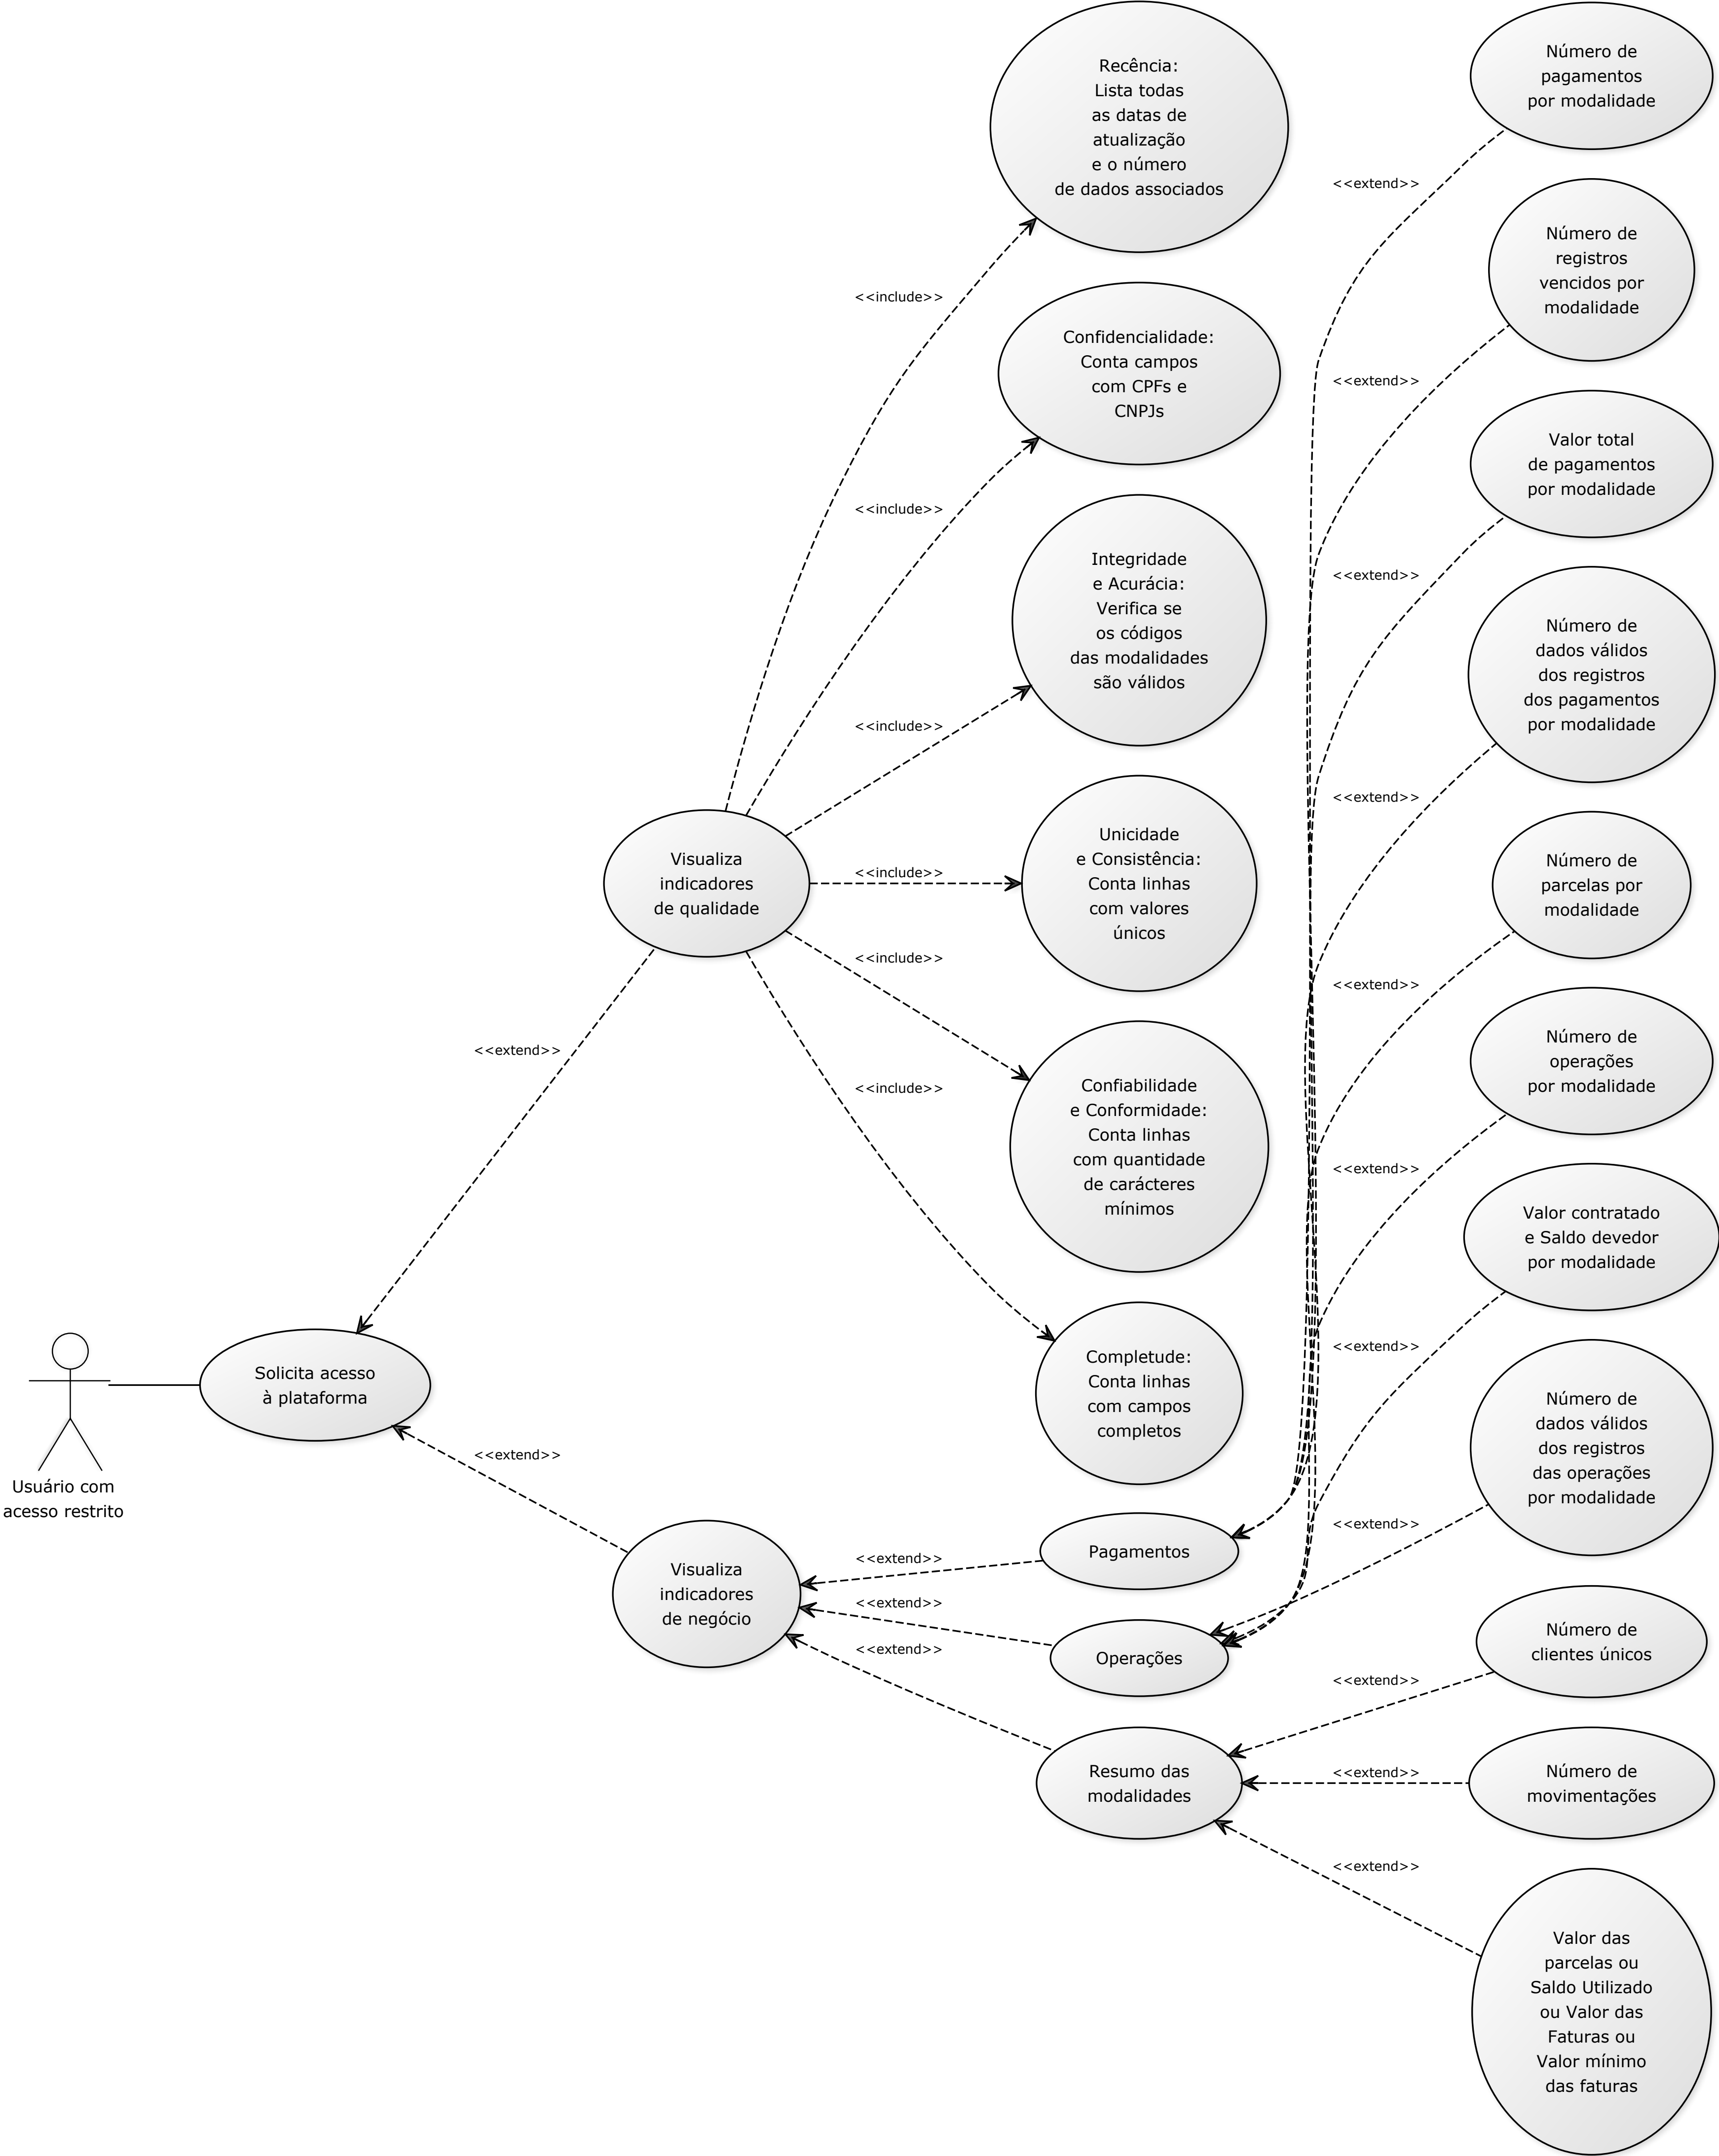 Usuário com
acesso restrito
Solicita acesso
à plataforma
<<extend>>
<<extend>>
Visualiza
indicadores
de qualidade
Visualiza
indicadores
de negócio
<<include>>
<<include>>
<<include>>
<<include>>
<<include>>
<<include>>
<<extend>>
<<extend>>
<<extend>>
Recência:
Lista todas
as datas de
atualização
e o número
de dados associados
Confidencialidade:
Conta campos
com CPFs e
CNPJs
Integridade
e Acurácia:
Verifica se
os códigos
das modalidades
são válidos
Unicidade
e Consistência:
Conta linhas
com valores
únicos
Confiabilidade
e Conformidade:
Conta linhas
com quantidade
de carácteres
mínimos
Completude:
Conta linhas
com campos
completos
Pagamentos
Operações
Resumo das
modalidades
<<extend>>
<<extend>>
<<extend>>
<<extend>>
<<extend>>
<<extend>>
<<extend>>
<<extend>>
<<extend>>
<<extend>>
<<extend>>
Número de
pagamentos
por modalidade
Número de
registros
vencidos por
modalidade
Valor total
de pagamentos
por modalidade
Número de
dados válidos
dos registros
dos pagamentos
por modalidade
Número de
parcelas por
modalidade
Número de
operações
por modalidade
Valor contratado
e Saldo devedor
por modalidade
Número de
dados válidos
dos registros
das operações
por modalidade
Número de
clientes únicos
Número de
movimentações
Valor das
parcelas ou
Saldo Utilizado
ou Valor das
Faturas ou
Valor mínimo
das faturas